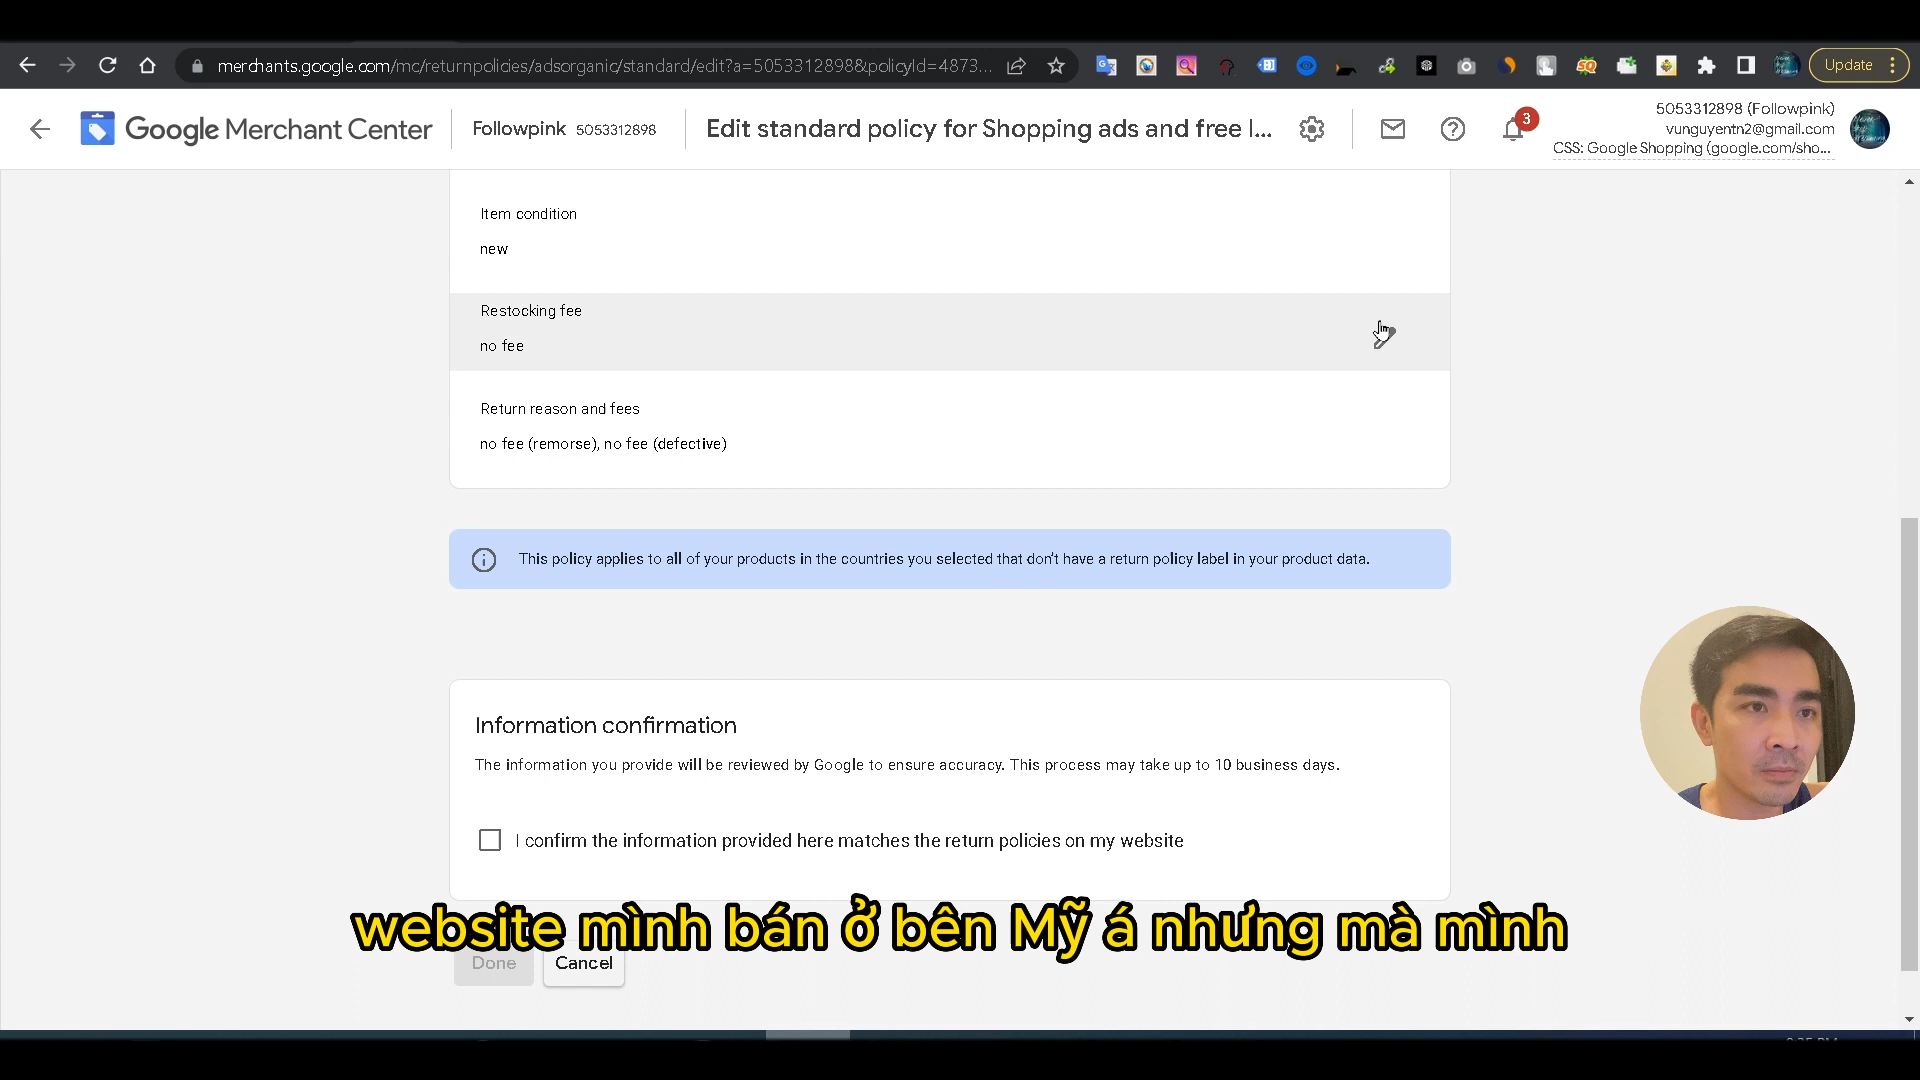 merchants.google.com/mc/returnpolicies/adsorganic/standard/edit?a=5053312898&policyId=4873...
Update
Google Merchant Center
Followpink 5053312898
Edit standard policy for Shopping ads and free l...
3
5053312898 (Followpink)
vunguyentn2@gmail.com
CSS: Google Shopping (google.com/sho...
Item condition
new
Restocking fee
no fee
Return reason and fees
no fee (remorse), no fee (defective)
This policy applies to all of your products in the countries you selected that don't have a return policy label in your product data.
Information confirmation
The information you provide will be reviewed by Google to ensure accuracy. This process may take up to 10 business days.
I confirm the information provided here matches the return policies on my website
website mình bán ở bên Mỹ á nhưng mà mình
Done
Cancel